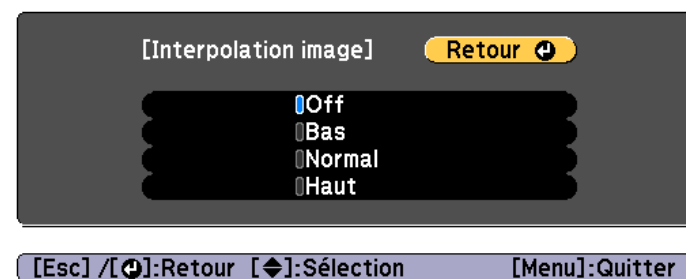 [Interpolation image] Retour
Off
Bas
Normal
Haut
[Esc] /[ ]:Retour [ ]:Sélection [Menu]:Quitter